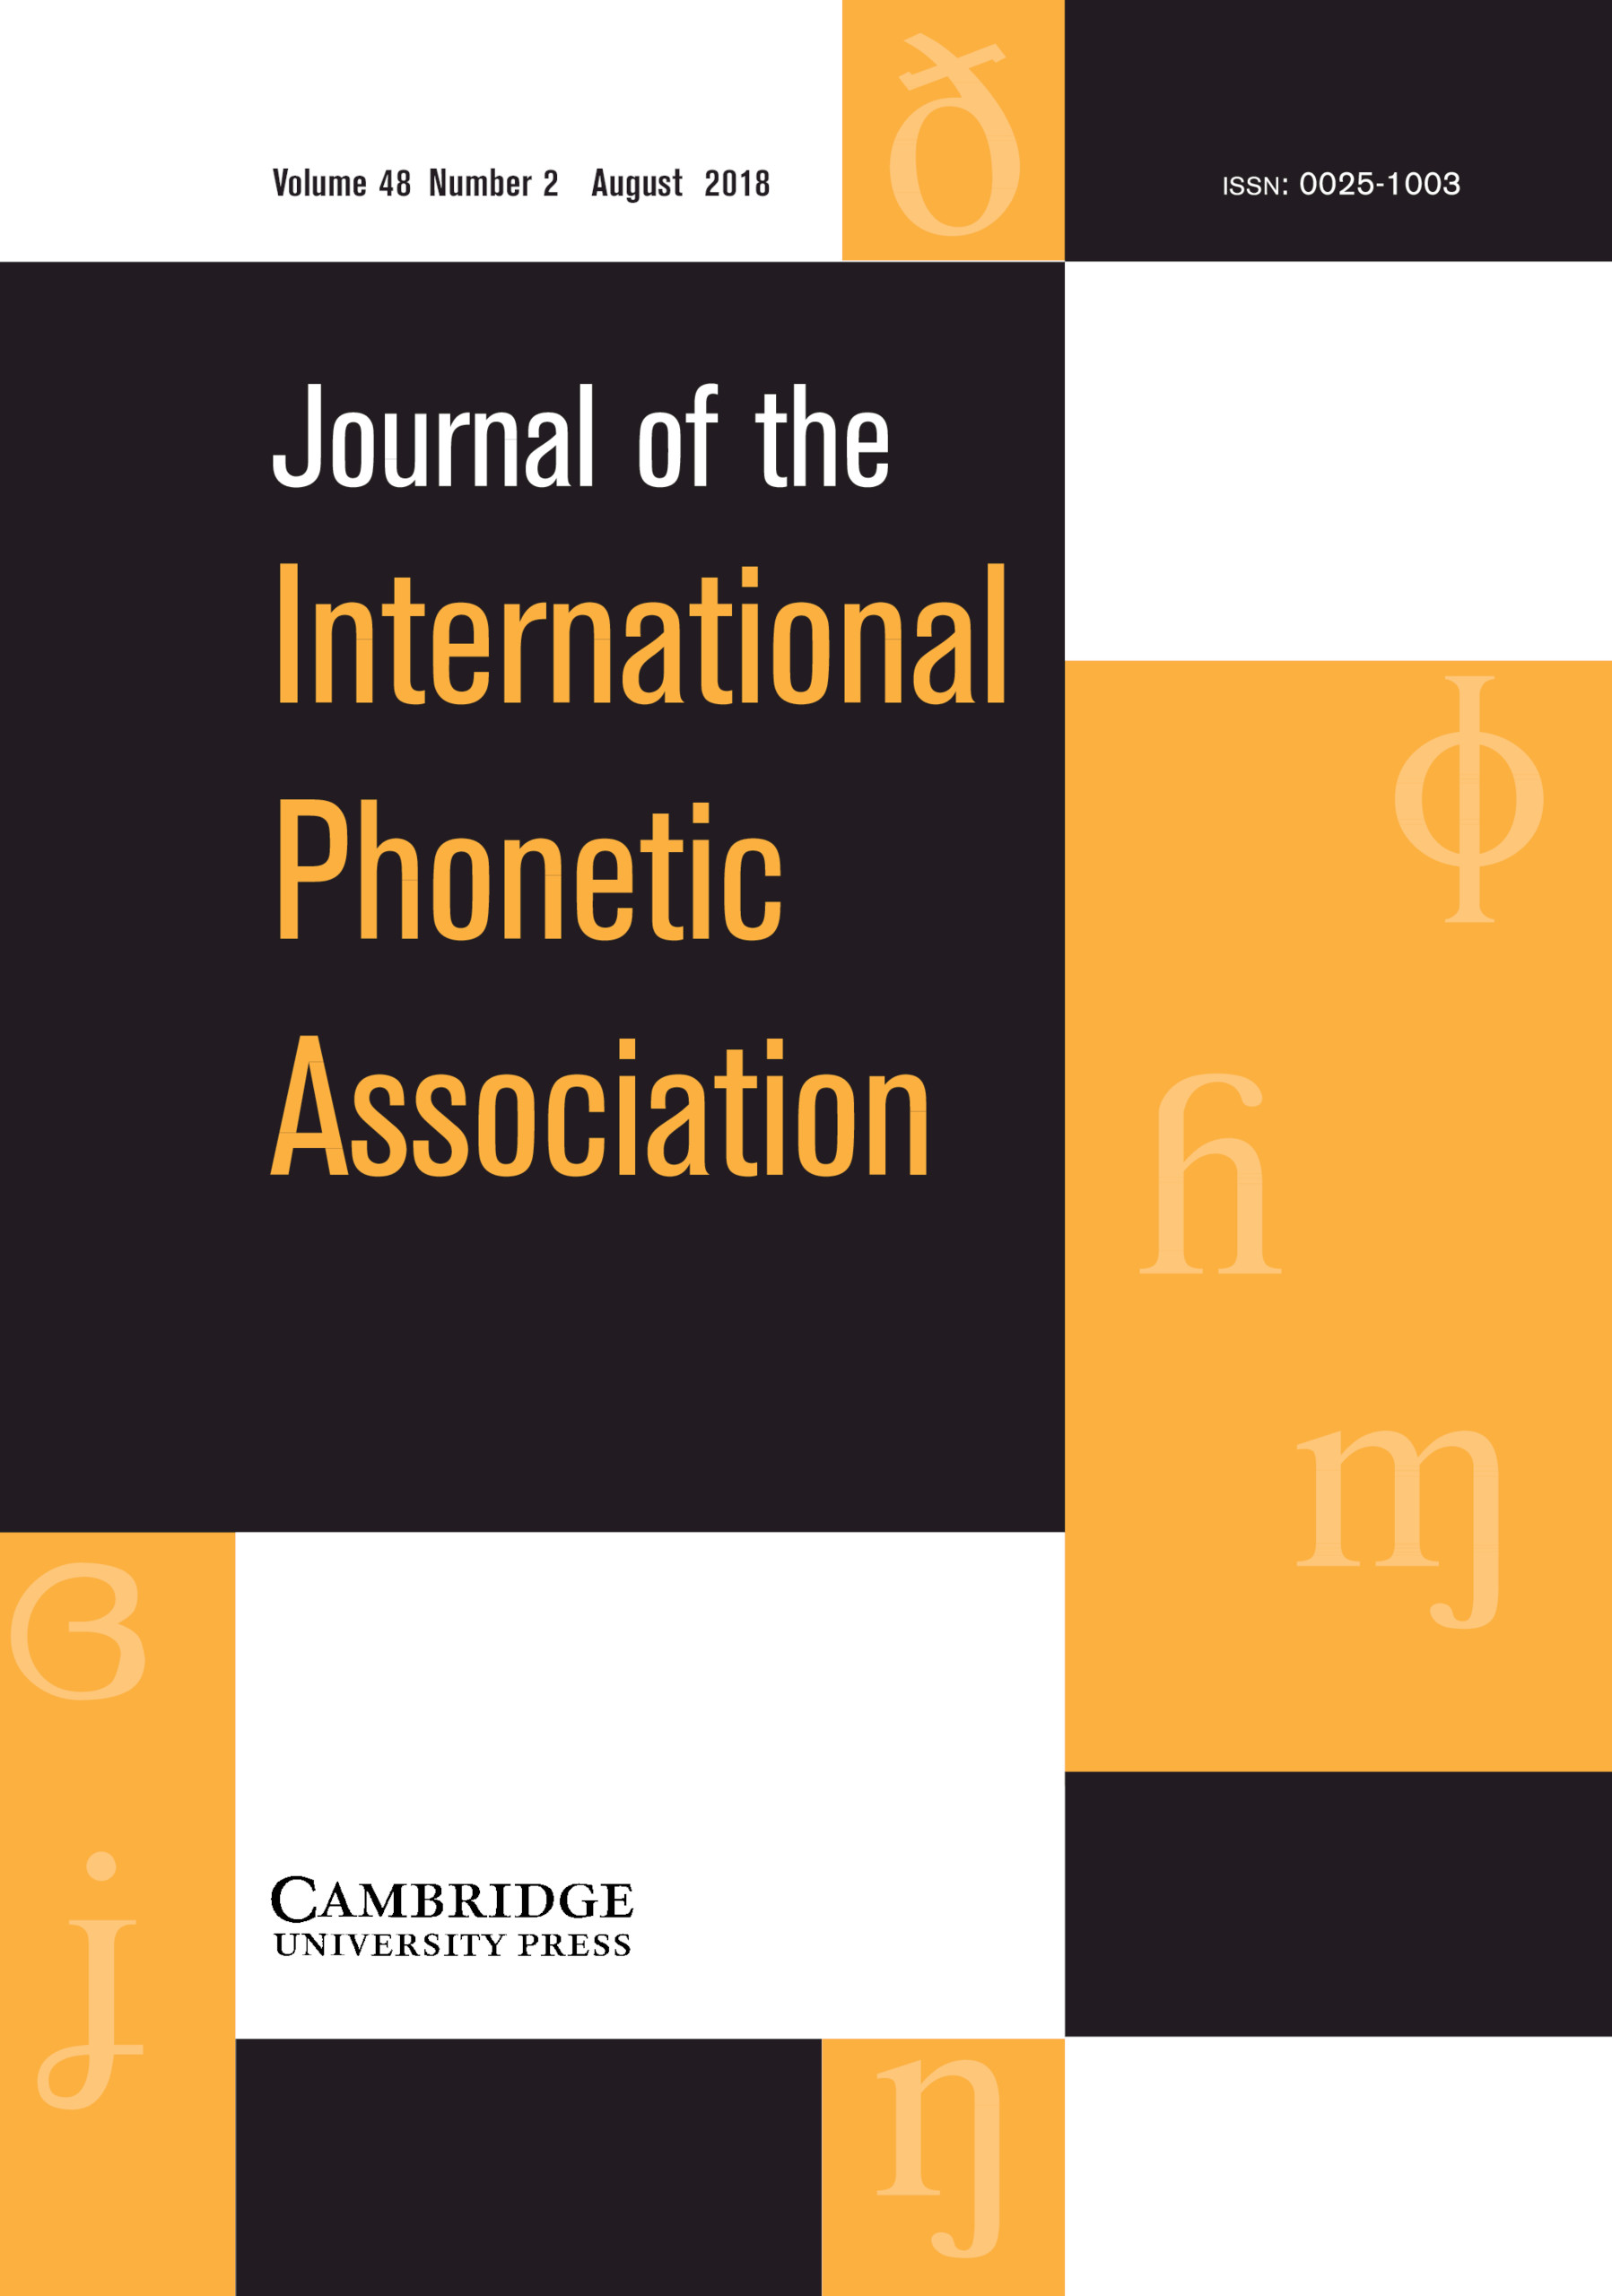 Volume 48 Number 2 August 2018
ð
ISSN: 0025-1003
Journal of the
International
Phonetic
Association
ɸ
ɦ
ɱ
ɞ
ʝ
CAMBRIDGE
UNIVERSITY PRESS
ŋ